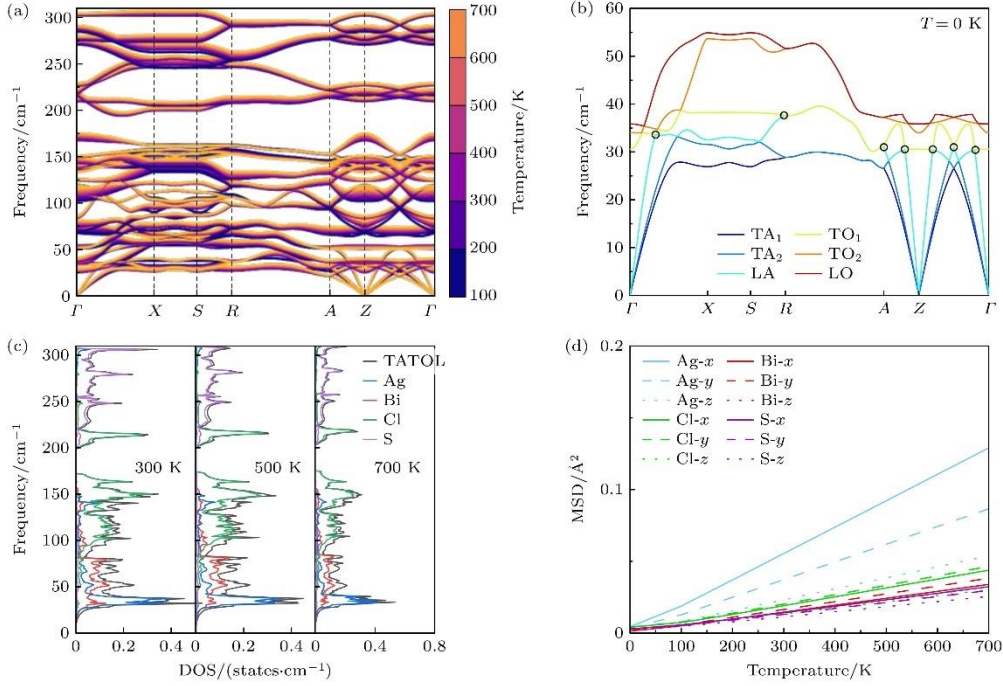 (a)
300
250
200
150
100
50
0
Frequency/cm⁻¹
Γ X S R A Z Γ
700
600
500
400
300
200
100
Temperature/K
(b)
T = 0 K
60
50
40
30
20
10
0
Frequency/cm⁻¹
TA₁ TO₁
TA₂ TO₂
LA LO
Γ X S R A Z Γ
(c)
300
250
200
150
100
50
0
Frequency/cm⁻¹
TATOL
Ag
Bi
Cl
S
300 K 500 K 700 K
0 0.2 0.4 0 0.2 0.4 0 0.2 0.4 0.8
DOS/(states·cm⁻¹)
(d)
0.2
0.1
0
MSD/Å²
Ag-x Bi-x
Ag-y Bi-y
Ag-z Bi-z
Cl-x S-x
Cl-y S-y
Cl-z S-z
0 100 200 300 400 500 600 700
Temperature/K